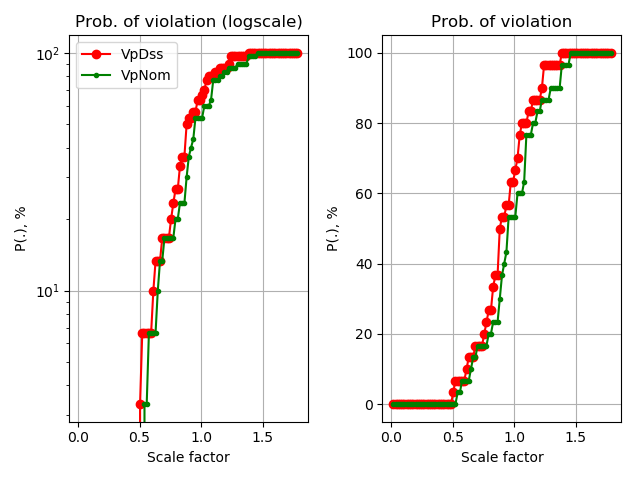 Prob. of violation (logscale)
VpDss
VpNom
P(.), %
10²
10¹
0.0 0.5 1.0 1.5
Scale factor
Prob. of violation
P(.), %
100
80
60
40
20
0
0.0 0.5 1.0 1.5
Scale factor